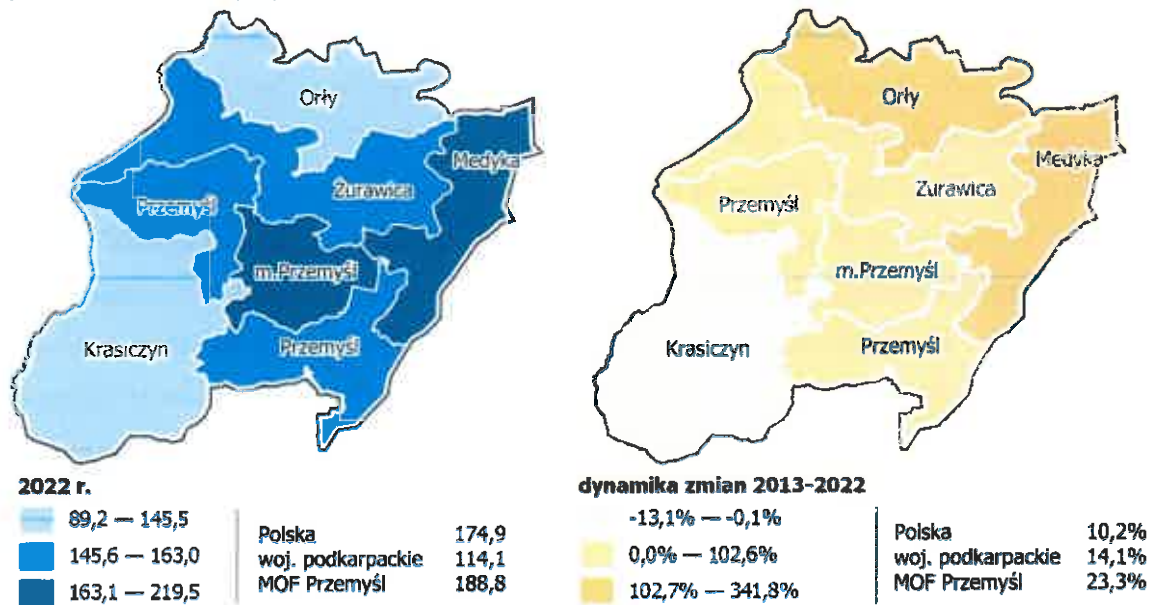 Orły
Medyka
Żurawica
Przemyśl
m.Przemyśl
Krasiczyn
Przemyśl
2022 r.
89,2 — 145,5
145,6 — 163,0
163,1 — 219,5
Polska 174,9
woj. podkarpackie 114,1
MOF Przemyśl 188,8
Orły
Medyka
Żurawica
Przemyśl
m.Przemyśl
Krasiczyn
Przemyśl
dynamika zmian 2013-2022
-13,1% — -0,1%
0,0% — 102,6%
102,7% — 341,8%
Polska 10,2%
woj. podkarpackie 14,1%
MOF Przemyśl 23,3%